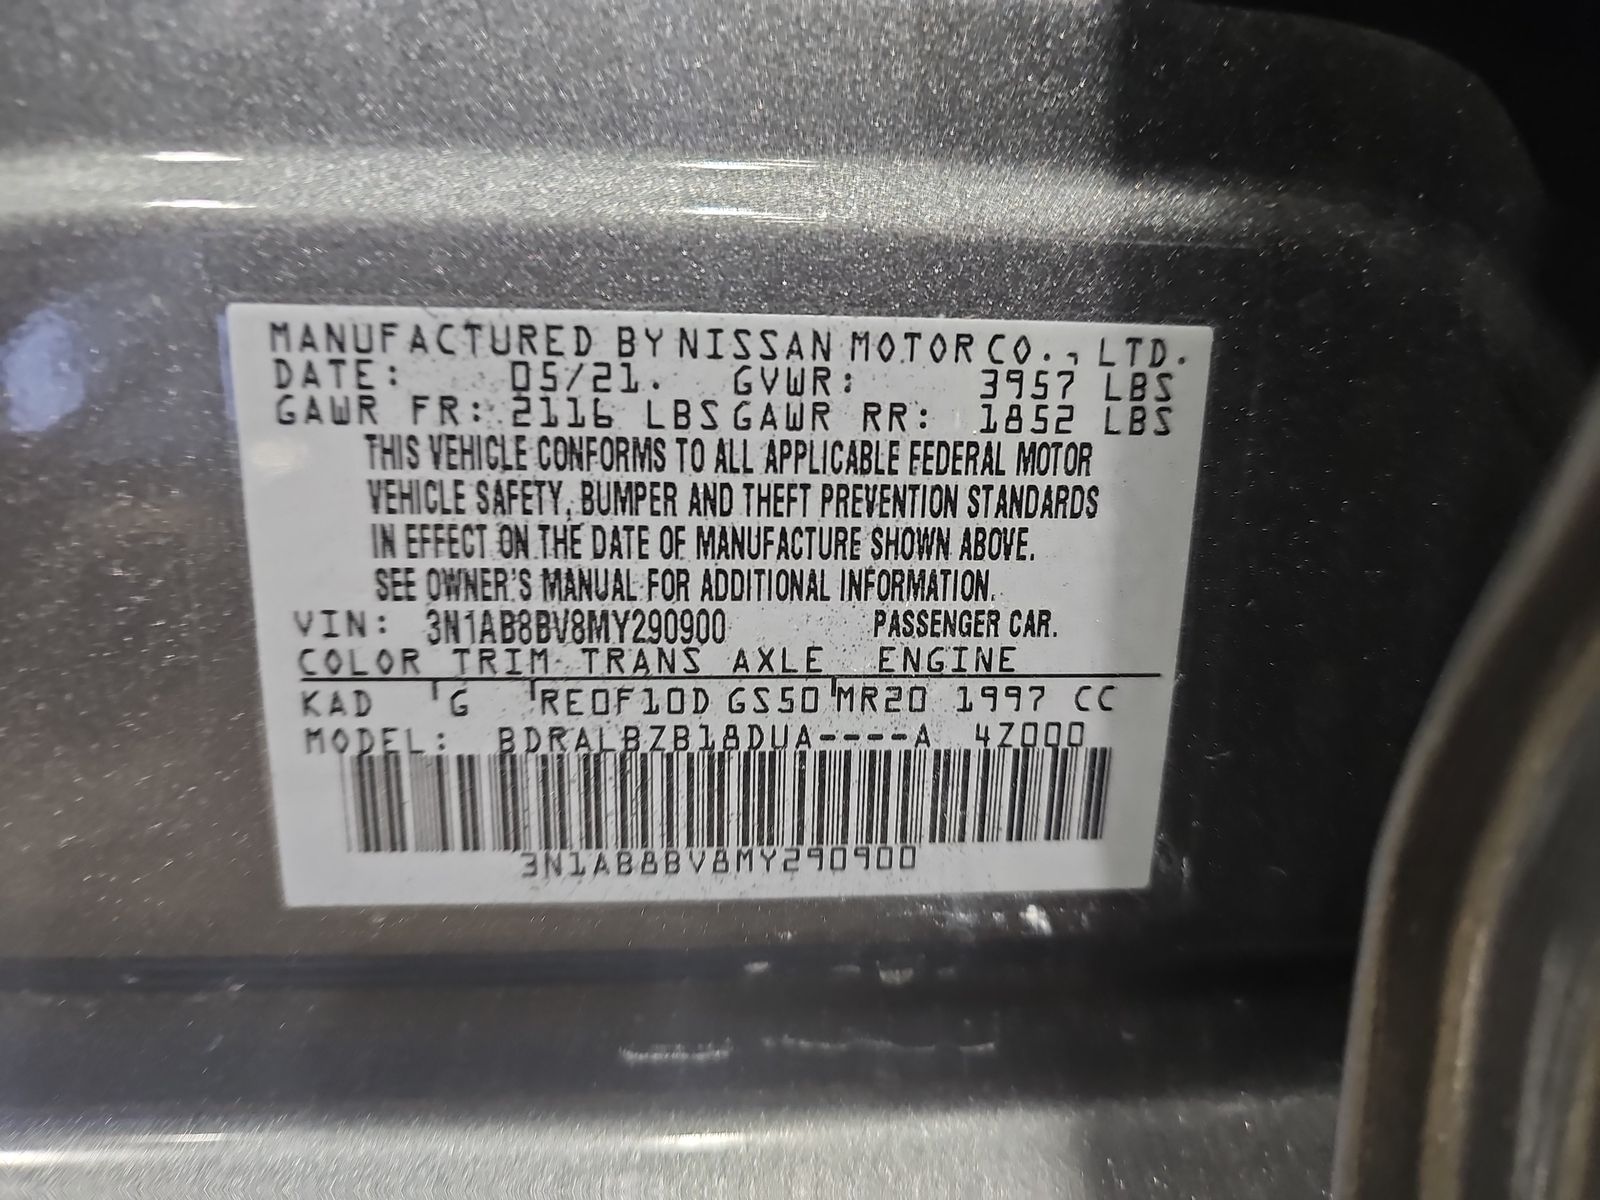 MANUFACTURED BY NISSAN MOTOR CO., LTD.
DATE: 05/21. GVWR: 3957 LBS
GAWR FR: 2116 LBS GAWR RR: 1852 LBS
THIS VEHICLE CONFORMS TO ALL APPLICABLE FEDERAL MOTOR
VEHICLE SAFETY, BUMPER AND THEFT PREVENTION STANDARDS
IN EFFECT ON THE DATE OF MANUFACTURE SHOWN ABOVE.
SEE OWNER'S MANUAL FOR ADDITIONAL INFORMATION.
VIN: 3N1AB8BV8MY290900 PASSENGER CAR.
COLOR TRIM TRANS AXLE ENGINE
KAD G RE0F10D GS50 MR20 1997 CC
MODEL: BDRALBZB18DUA----A 4Z000
3N1AB8BV8MY290900